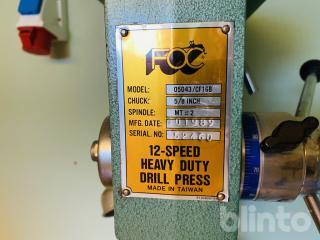 FOC
MODEL: 05043/CF16B
CHUCK: 5/8 INCH
SPINDLE: MT=2
MFG. DATE: 011989
SERIAL NO.
12-SPEED
HEAVY DUTY
DRILL PRESS
MADE IN TAIWAN
blinto